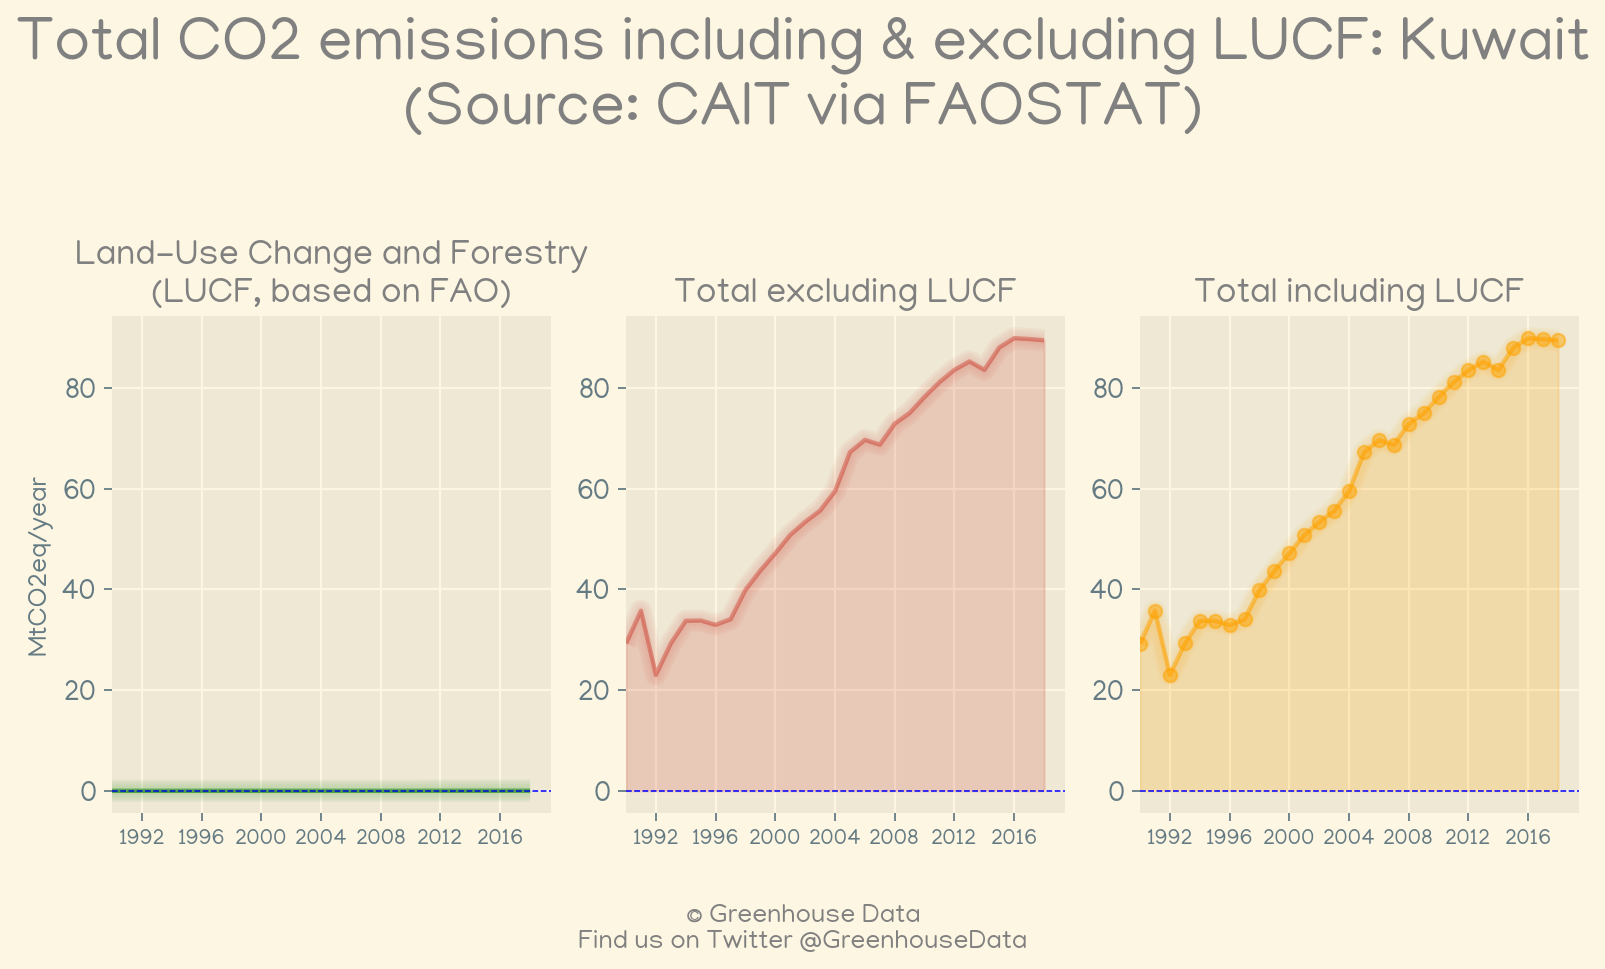 Total CO2 emissions including & excluding LUCF: Kuwait
(Source: CAIT via FAOSTAT)
Land-Use Change and Forestry
(LUCF, based on FAO)
Total excluding LUCF
Total including LUCF
MtCO2eq/year
80
60
40
20
0
1992 1996 2000 2004 2008 2012 2016
80
60
40
20
0
1992 1996 2000 2004 2008 2012 2016
80
60
40
20
0
1992 1996 2000 2004 2008 2012 2016
© Greenhouse Data
Find us on Twitter @GreenhouseData